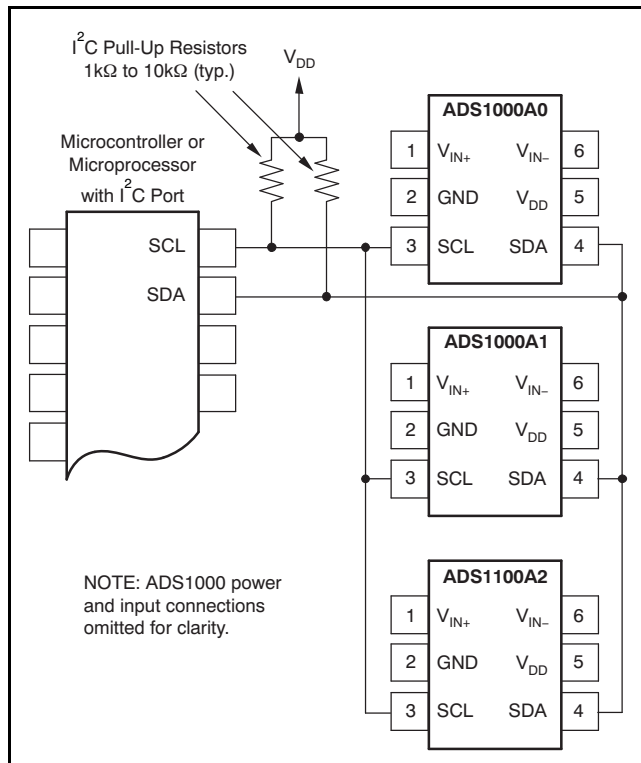 I²C Pull-Up Resistors
1kΩ to 10kΩ (typ.)
V_DD
Microcontroller or
Microprocessor
with I²C Port
SCL
SDA
ADS1000A0
1 V_IN+ V_IN− 6
2 GND V_DD 5
3 SCL SDA 4
ADS1000A1
1 V_IN+ V_IN− 6
2 GND V_DD 5
3 SCL SDA 4
ADS1100A2
1 V_IN+ V_IN− 6
2 GND V_DD 5
3 SCL SDA 4
NOTE: ADS1000 power
and input connections
omitted for clarity.